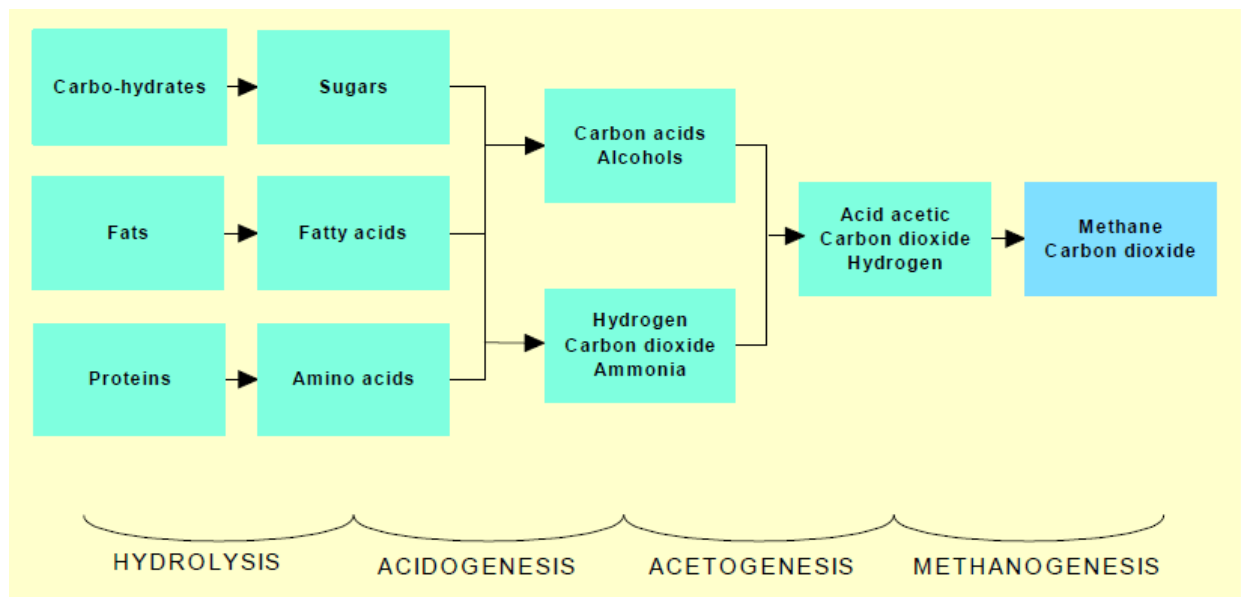 Carbo-hydrates
Sugars
Carbon acids
Alcohols
Fats
Fatty acids
Acid acetic
Carbon dioxide
Hydrogen
Methane
Carbon dioxide
Hydrogen
Carbon dioxide
Ammonia
Proteins
Amino acids
HYDROLYSIS
ACIDOGENESIS
ACETOGENESIS
METHANOGENESIS